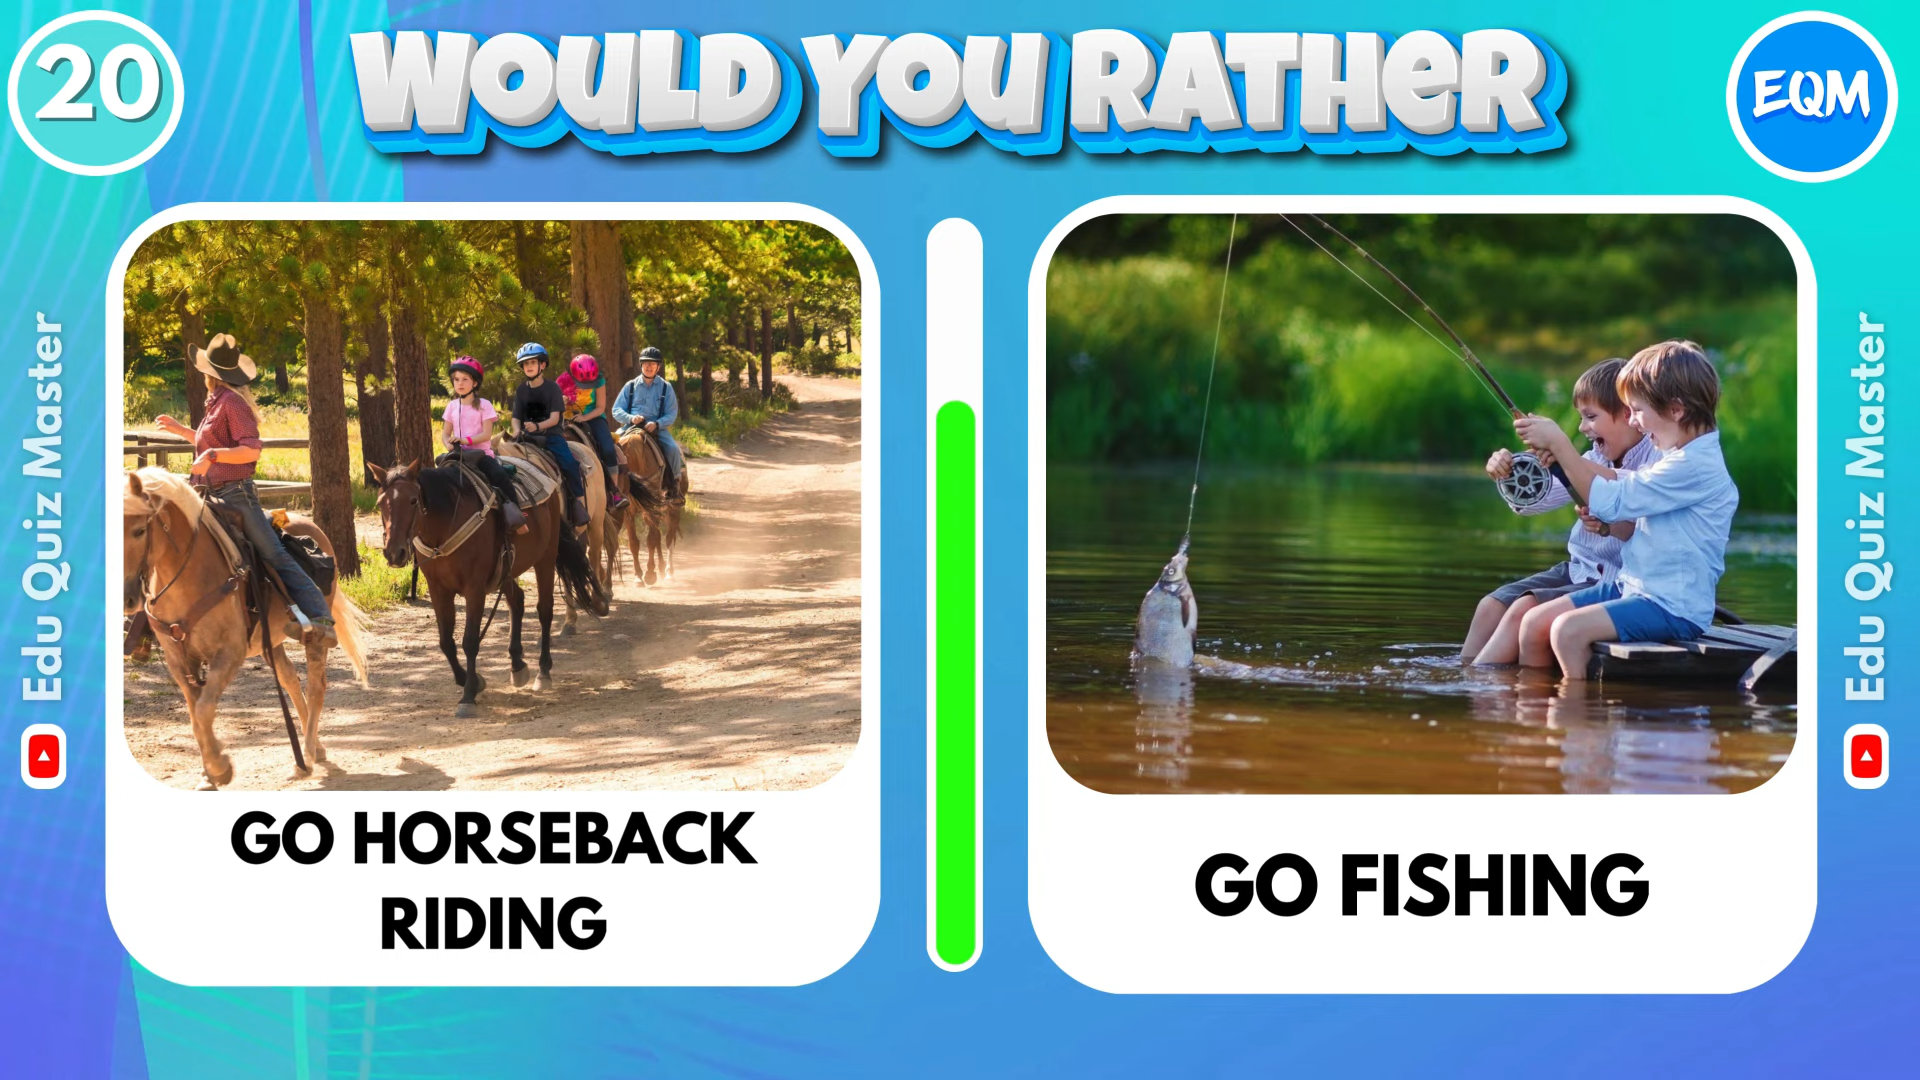 20
WOULD YOU RATHER
EQM
Edu Quiz Master
GO HORSEBACK
RIDING
GO FISHING
Edu Quiz Master